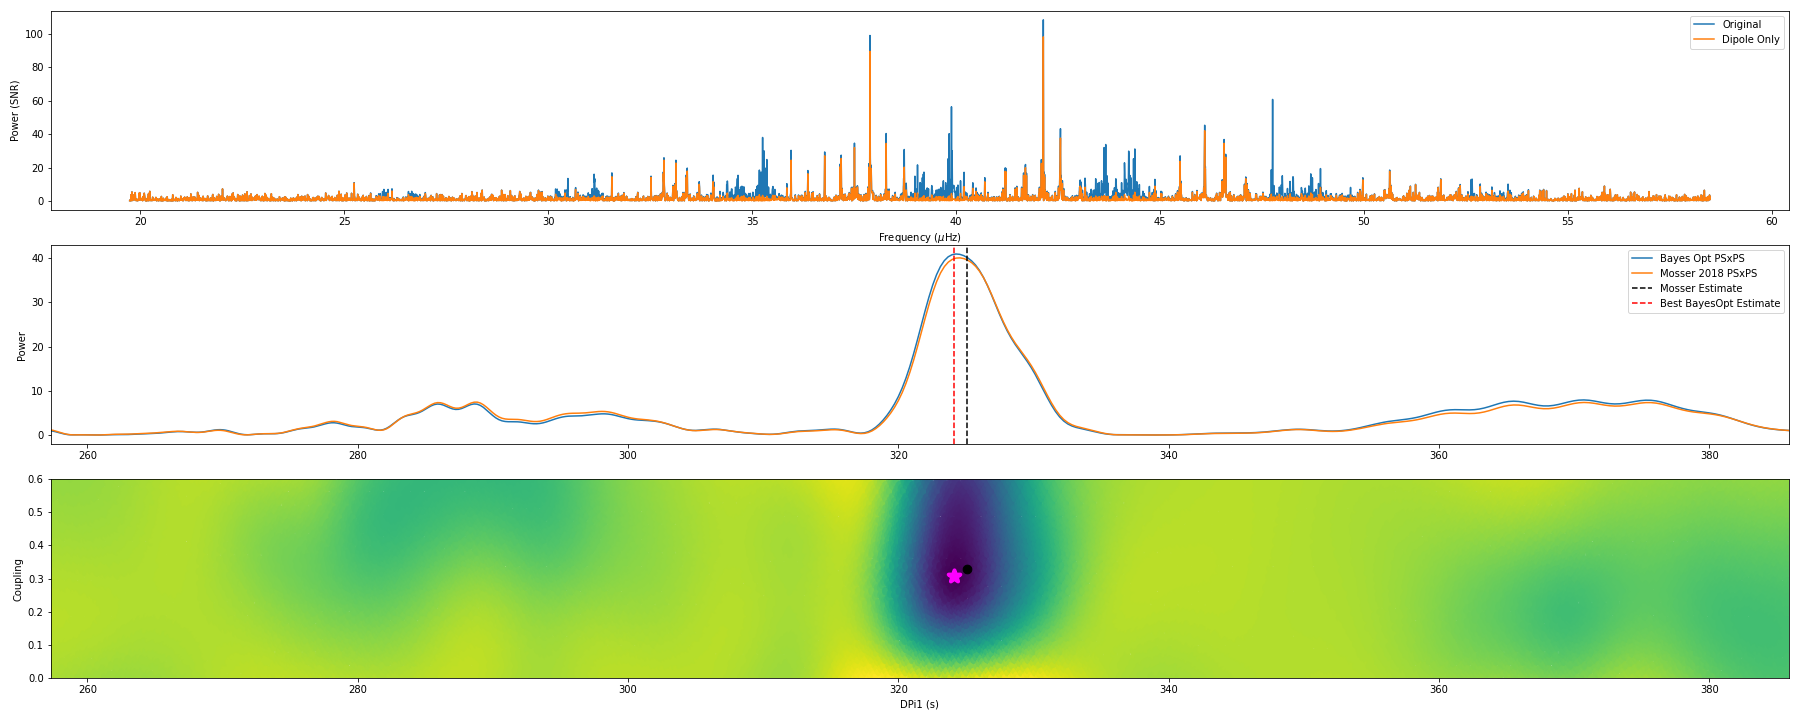 Power (SNR)
100
80
60
40
20
0
Original
Dipole Only
20 25 30 35 40 45 50 55 60
Frequency (μHz)
Power
40
30
20
10
0
Bayes Opt PSxPS
Mosser 2018 PSxPS
Mosser Estimate
Best BayesOpt Estimate
260 280 300 320 340 360 380
Coupling
0.6
0.5
0.4
0.3
0.2
0.1
0.0
260 280 300 320 340 360 380
DPi1 (s)